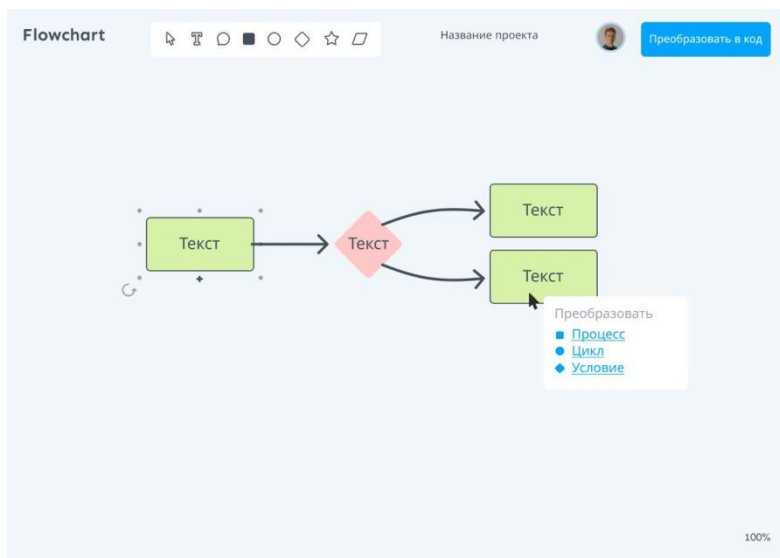 Flowchart
Название проекта
Преобразовать в код
Текст
Текст
Текст
Текст
Преобразовать
Процесс
Цикл
Условие
100%